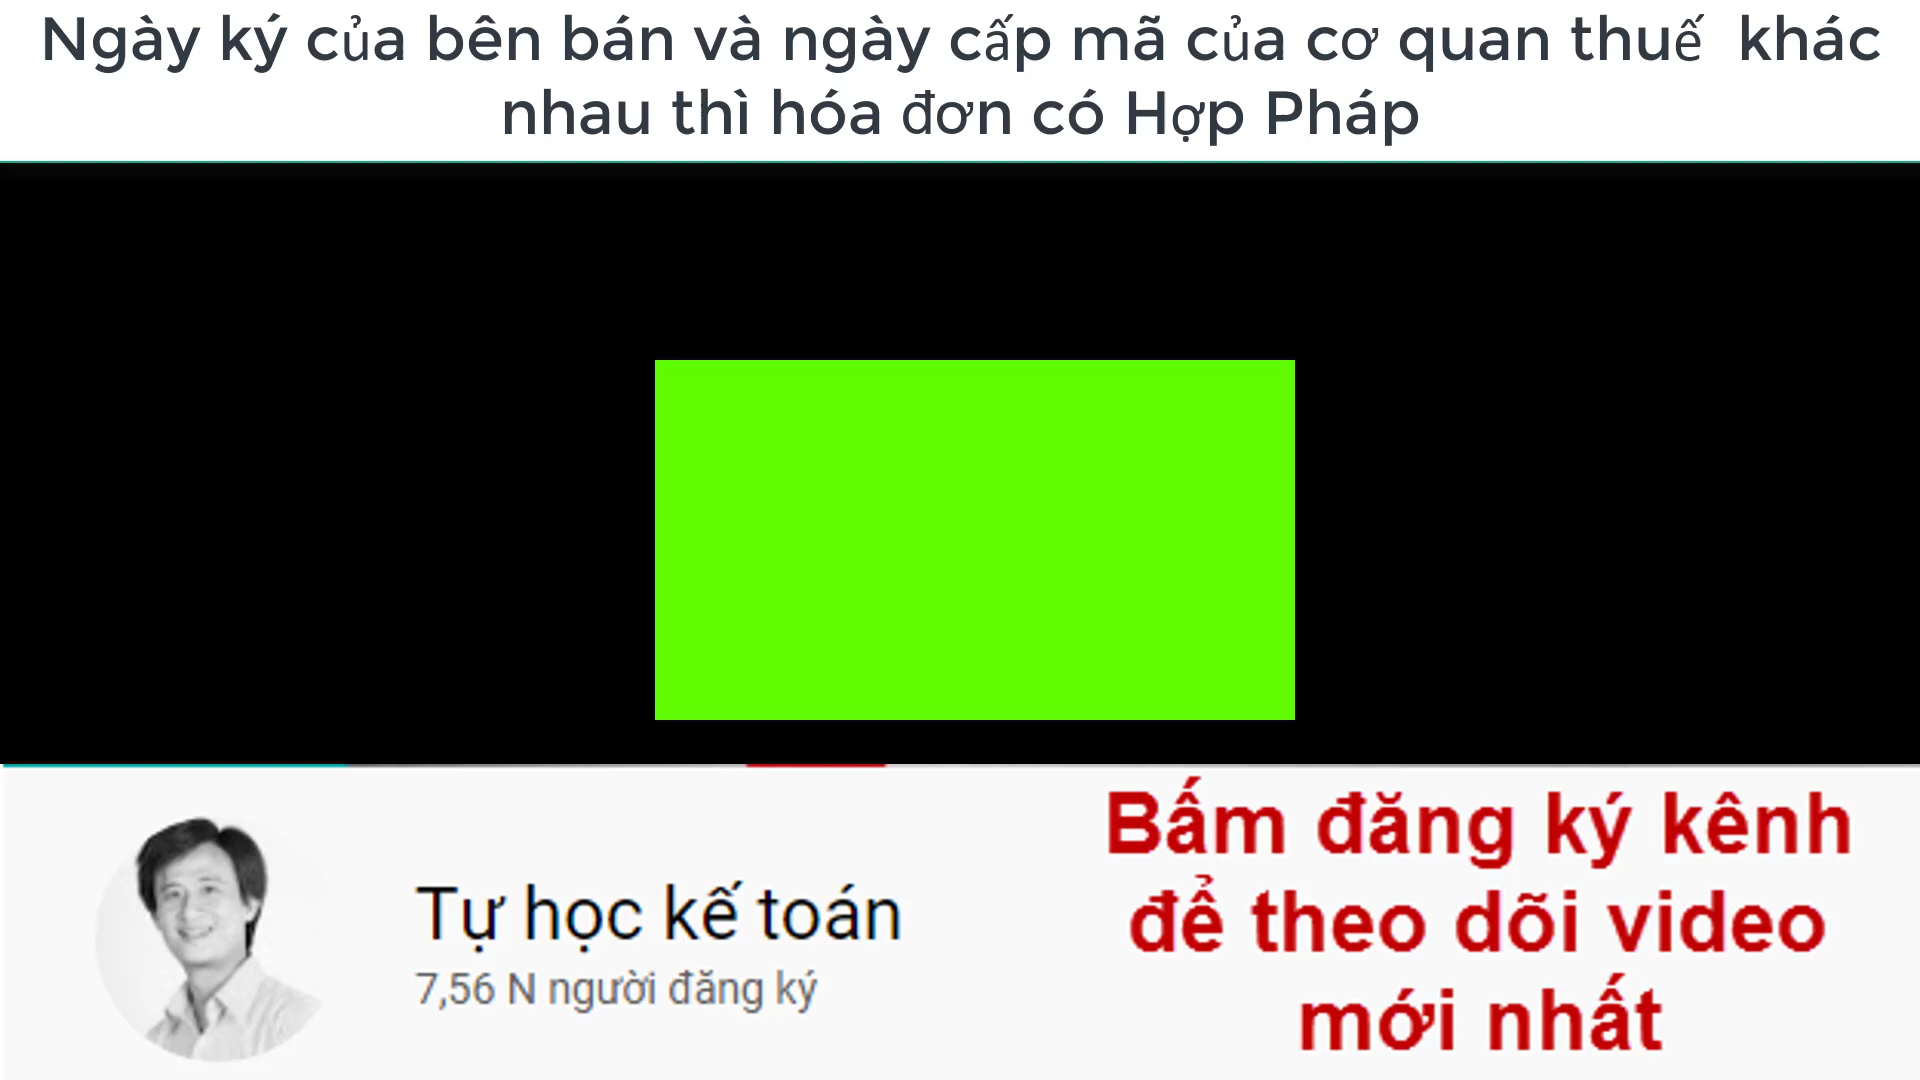 Ngày ký của bên bán và ngày cấp mã của cơ quan thuế  khác
nhau thì hóa đơn có Hợp Pháp
Tự học kế toán
7,56 N người đăng ký
Bấm đăng ký kênh
để theo dõi video
mới nhất